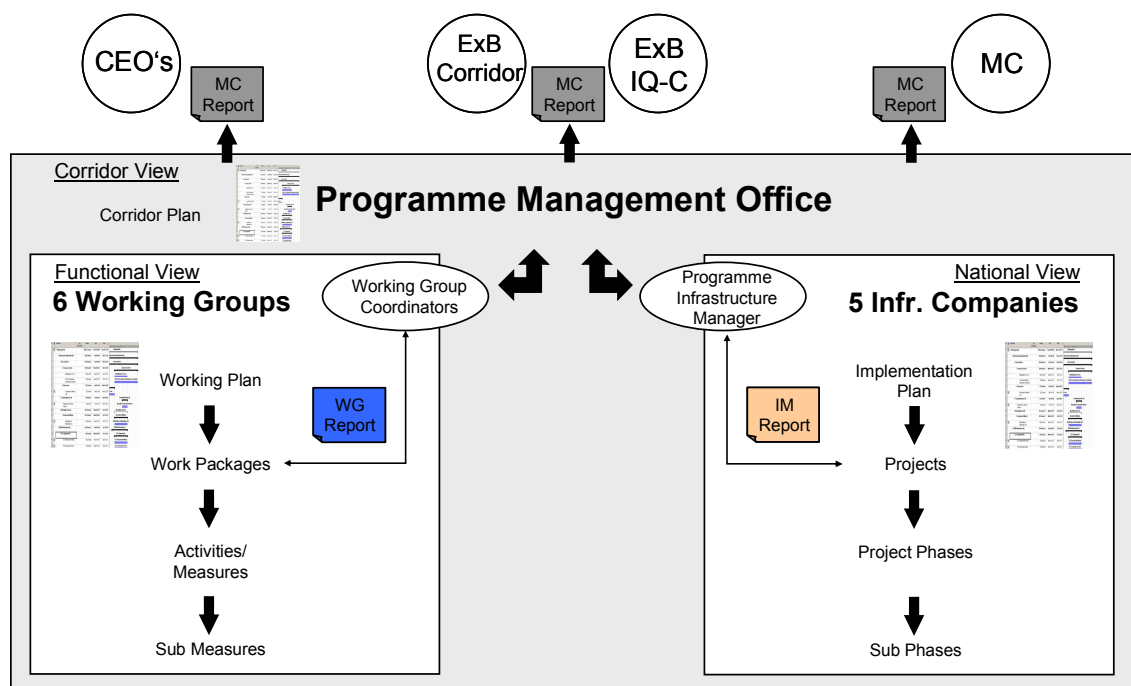 CEO's
MC
Report
ExB
Corridor
MC
Report
ExB
IQ-C
MC
Report
MC
Corridor View
Corridor Plan
Programme Management Office
Functional View
6 Working Groups
Working Group
Coordinators
Working Plan
WG
Report
Work Packages
Activities/
Measures
Sub Measures
Programme
Infrastructure
Manager
National View
5 Infr. Companies
Implementation
Plan
IM
Report
Projects
Project Phases
Sub Phases